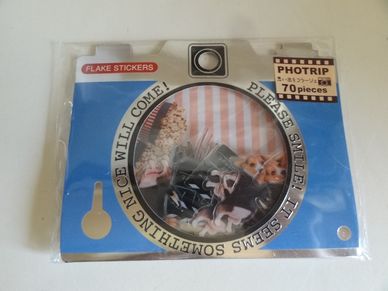 FLAKE STICKERS
PHOTRIP
70 pieces
PLEASE SMILE! IT SEEMS SOMETHING NICE WILL COME!